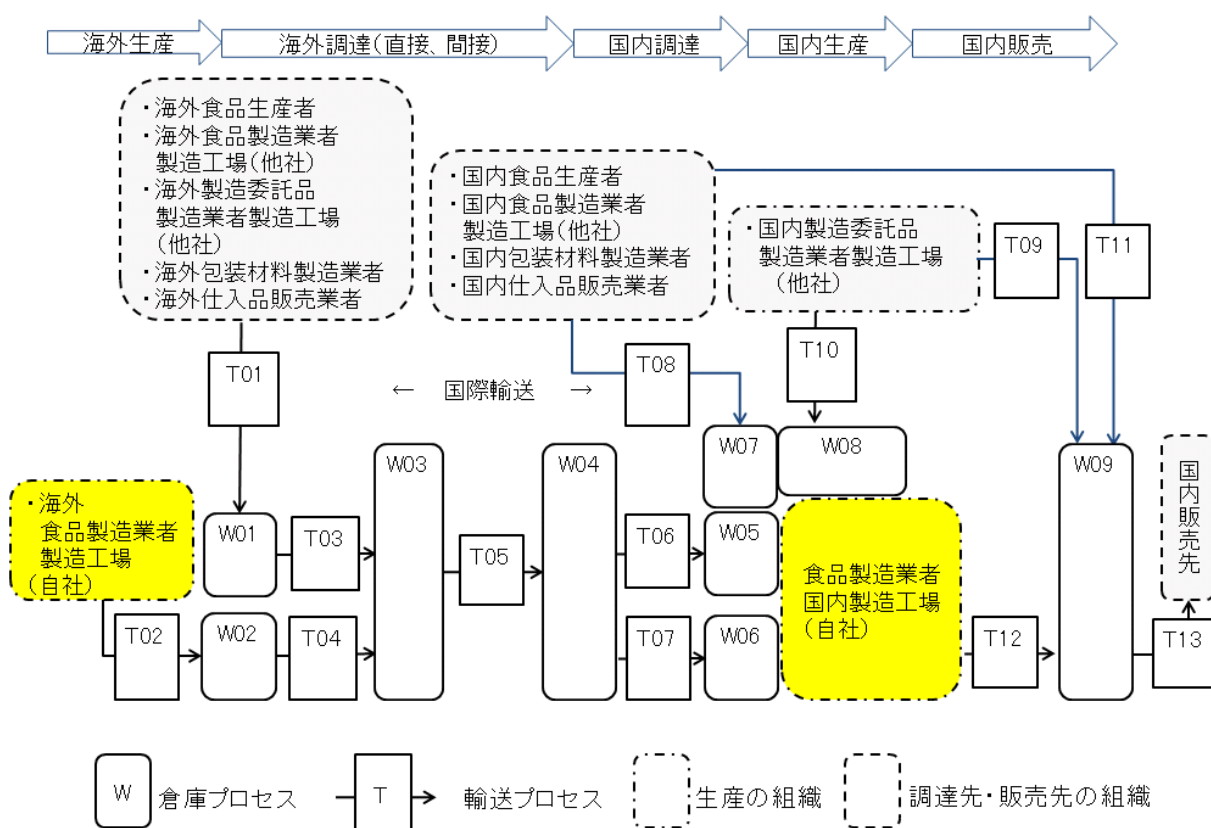 海外生産
海外調達(直接、間接)
国内調達
国内生産
国内販売
・海外食品生産者
・海外食品製造業者
製造工場(他社)
・海外製造委託品
製造業者製造工場
(他社)
・海外包装材料製造業者
・海外仕入品販売業者
・国内食品生産者
・国内食品製造業者
製造工場(他社)
・国内包装材料製造業者
・国内仕入品販売業者
・国内製造委託品
製造業者製造工場
(他社)
T09
T11
T10
T01
← 国際輸送 →
T08
W07
W08
W03
W04
W09
国内販売先
・海外
食品製造業者
製造工場
(自社)
W01
T03
T05
T06
W05
食品製造業者
国内製造工場
(自社)
T02
W02
T04
T07
W06
T12
T13
W
倉庫プロセス
T
輸送プロセス
生産の組織
調達先・販売先の組織